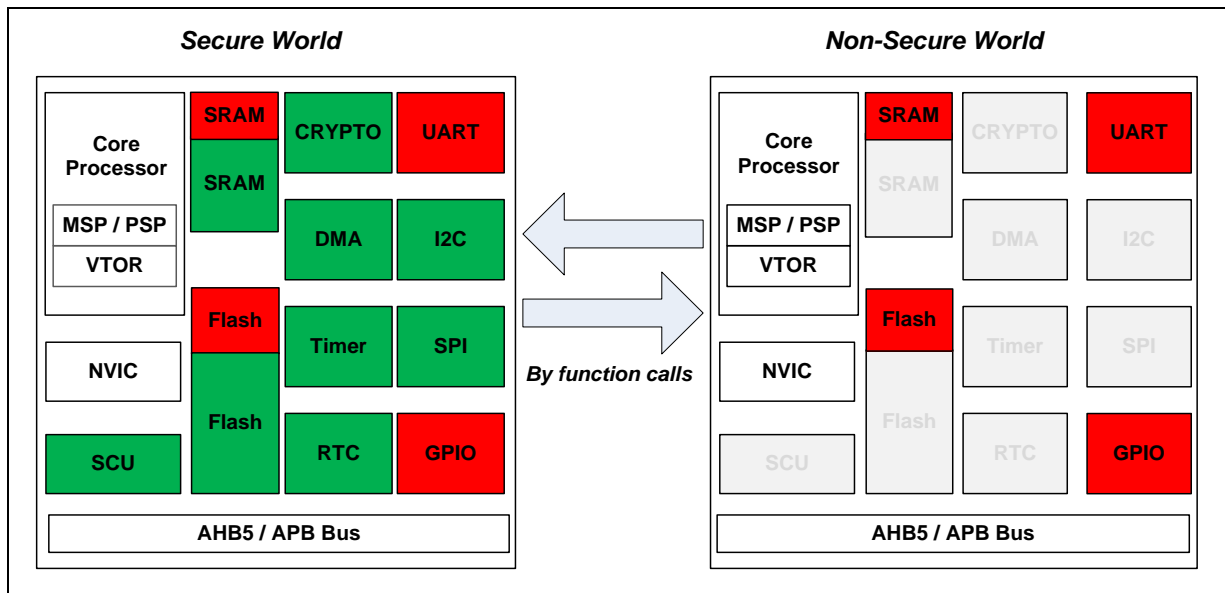 Secure World
Core
Processor
MSP / PSP
VTOR
NVIC
SCU
SRAM
SRAM
Flash
Flash
CRYPTO
UART
DMA
I2C
Timer
SPI
RTC
GPIO
AHB5 / APB Bus
By function calls
Non-Secure World
Core
Processor
MSP / PSP
VTOR
NVIC
SCU
SRAM
SRAM
Flash
Flash
CRYPTO
UART
DMA
I2C
Timer
SPI
RTC
GPIO
AHB5 / APB Bus